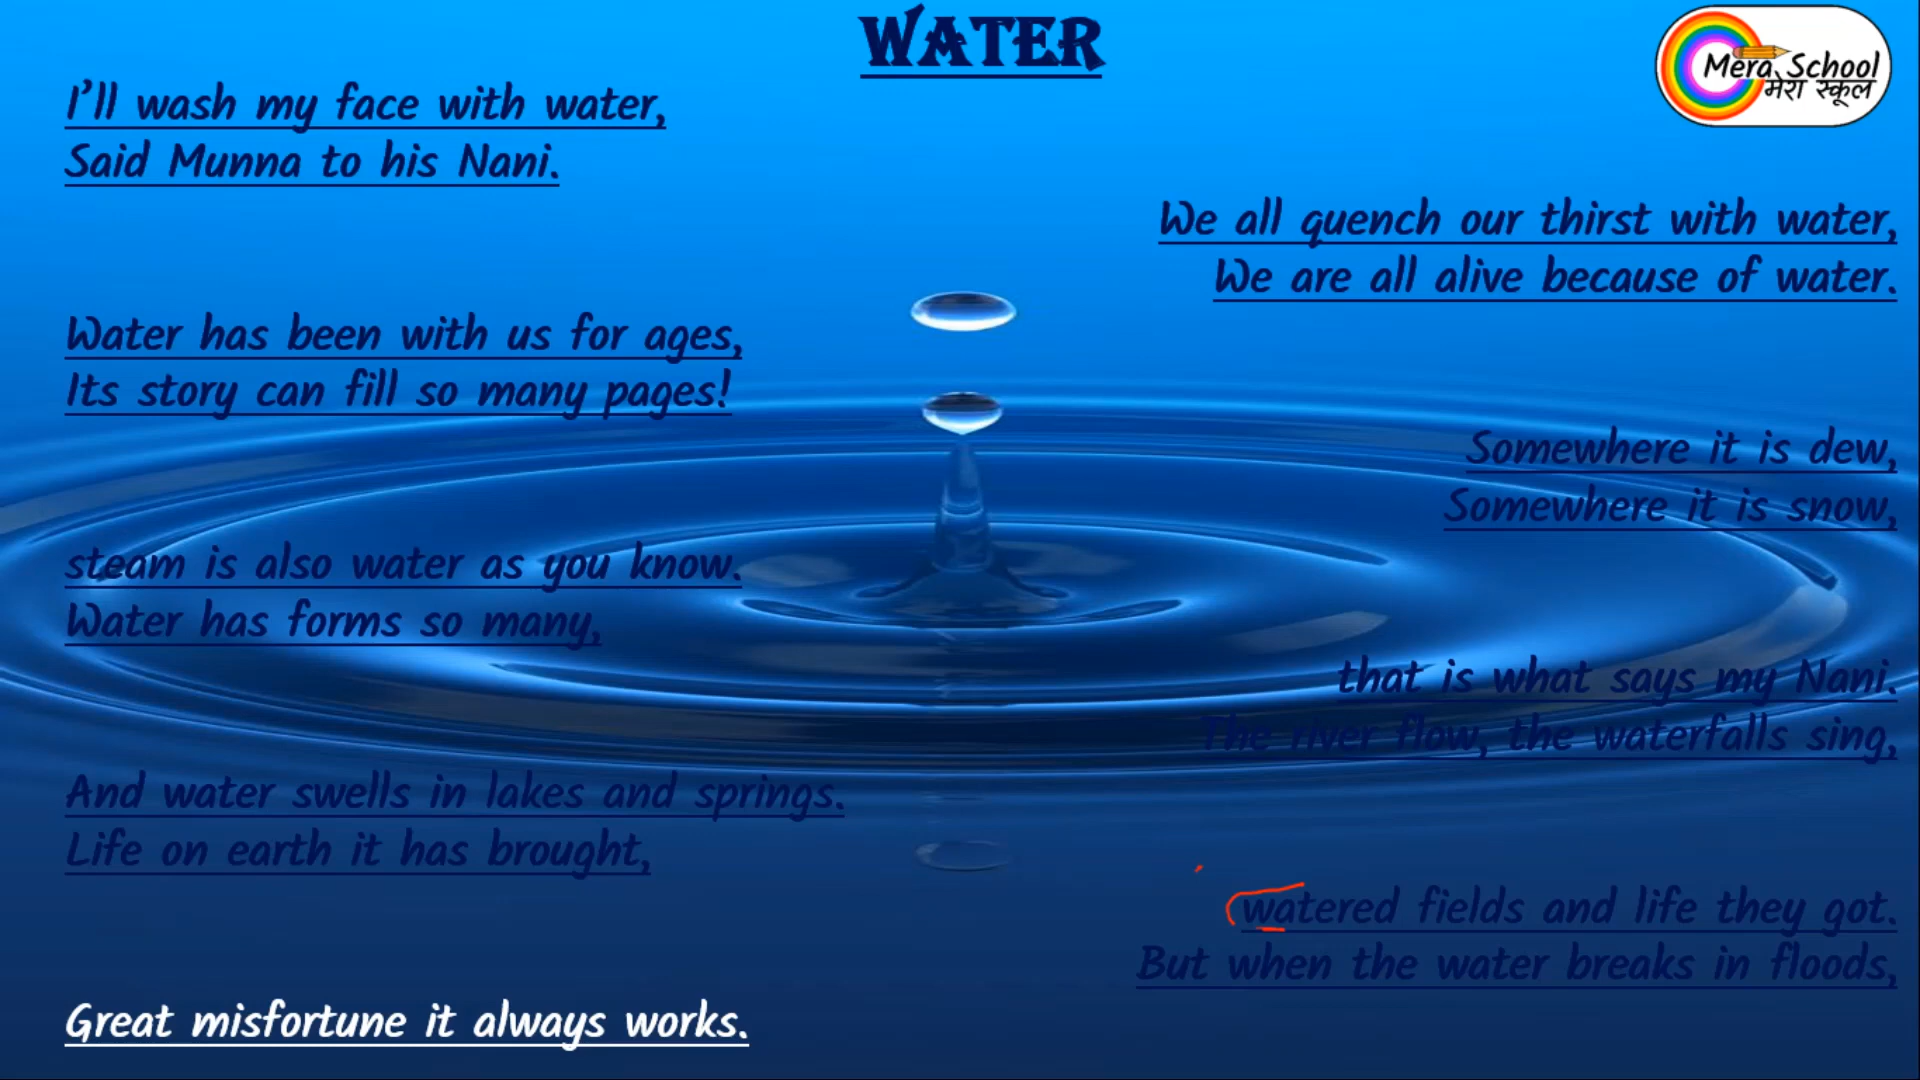 WATER
Mera School
मेरा स्कूल
I'll wash my face with water,
Said Munna to his Nani.
We all quench our thirst with water,
We are all alive because of water.
Water has been with us for ages,
Its story can fill so many pages!
Somewhere it is dew,
Somewhere it is snow,
steam is also water as you know.
Water has forms so many,
that is what says my Nani.
The river flow, the waterfalls sing,
And water swells in lakes and springs.
Life on earth it has brought,
watered fields and life they got.
But when the water breaks in floods,
Great misfortune it always works.